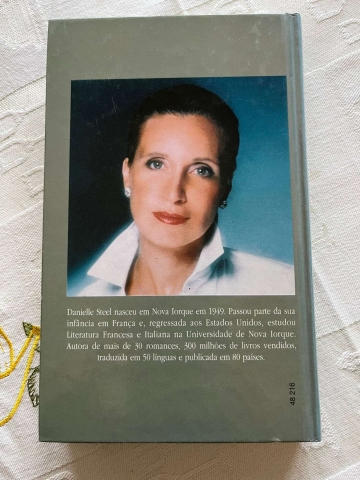 Danielle Steel nasceu em Nova Iorque em 1949. Passou parte da sua
infância em França e, regressada aos Estados Unidos, estudou
Literatura Francesa e Italiana na Universidade de Nova Iorque.
Autora de mais de 30 romances, 300 milhões de livros vendidos,
traduzida em 50 línguas e publicada em 80 países.
48 216